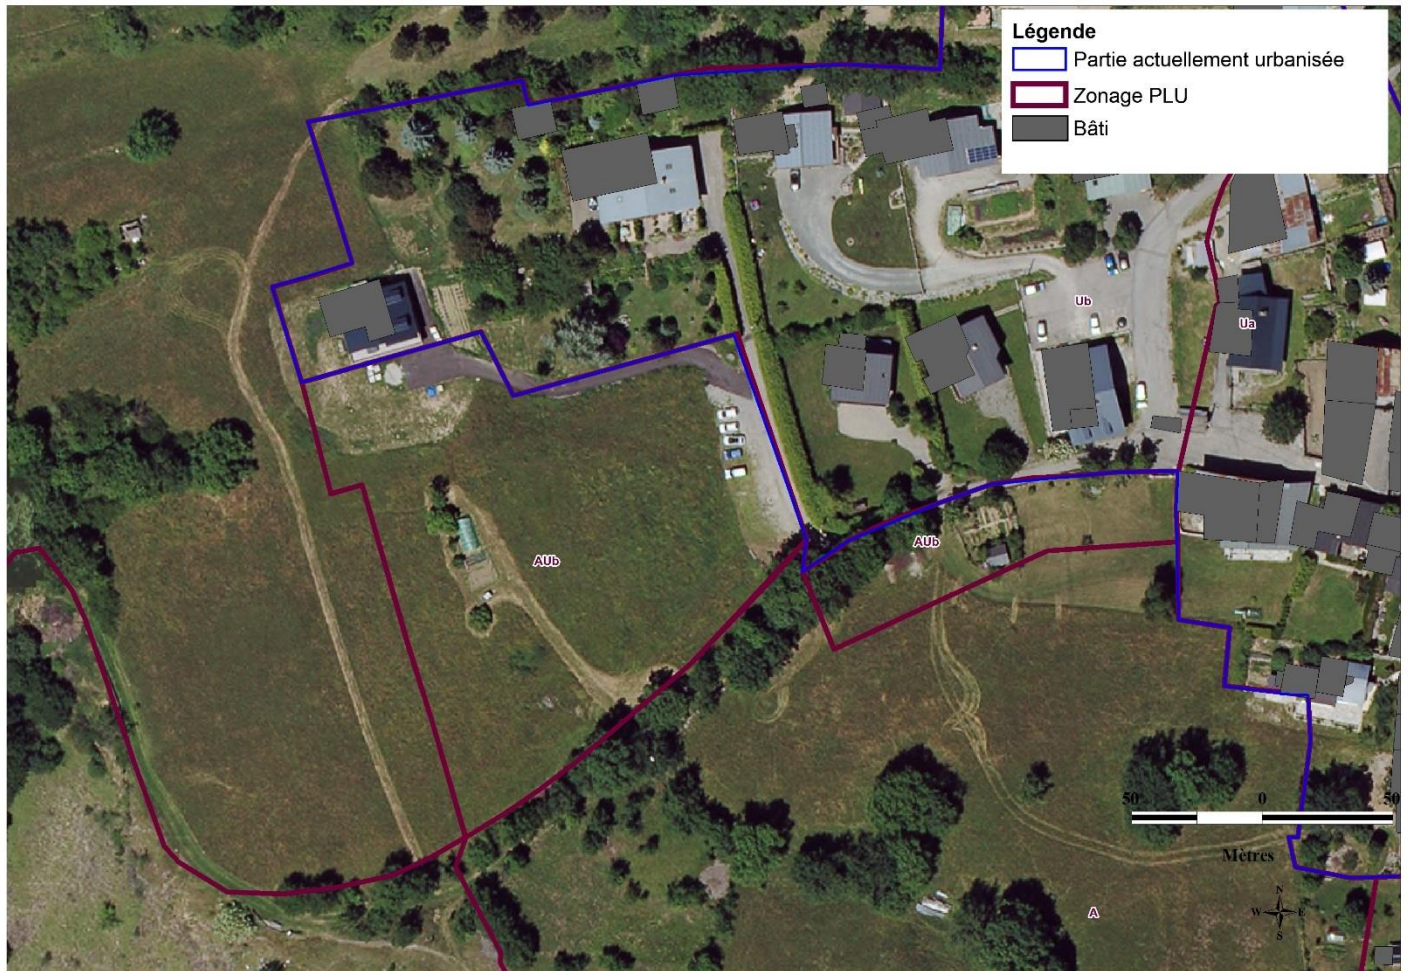 Légende
Partie actuellement urbanisée
Zonage PLU
Bâti
Ub
Ua
AUb
AUb
50 0 50
Mètres
N
W E
S
A